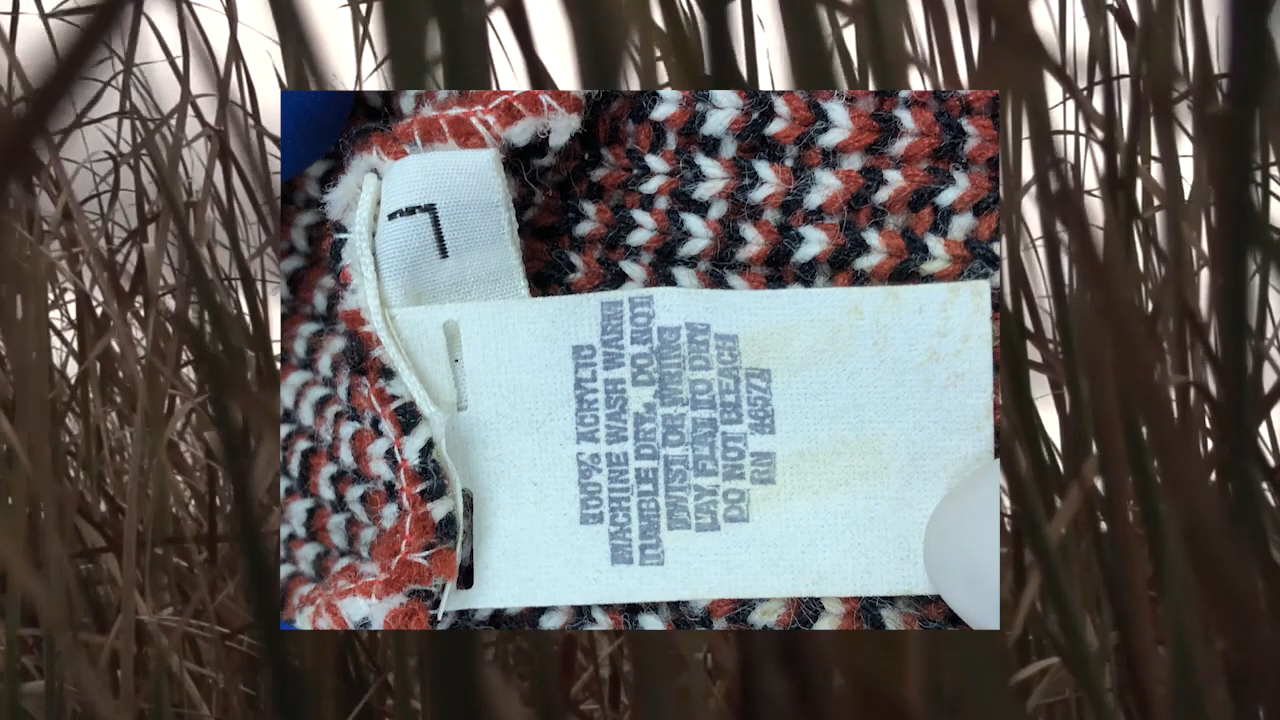 L
100% ACRYLIC
MACHINE WASH WARM
TUMBLE DRY. DO NOT
TWIST OR WRING
LAY FLAT TO DRY
DO NOT BLEACH
RN